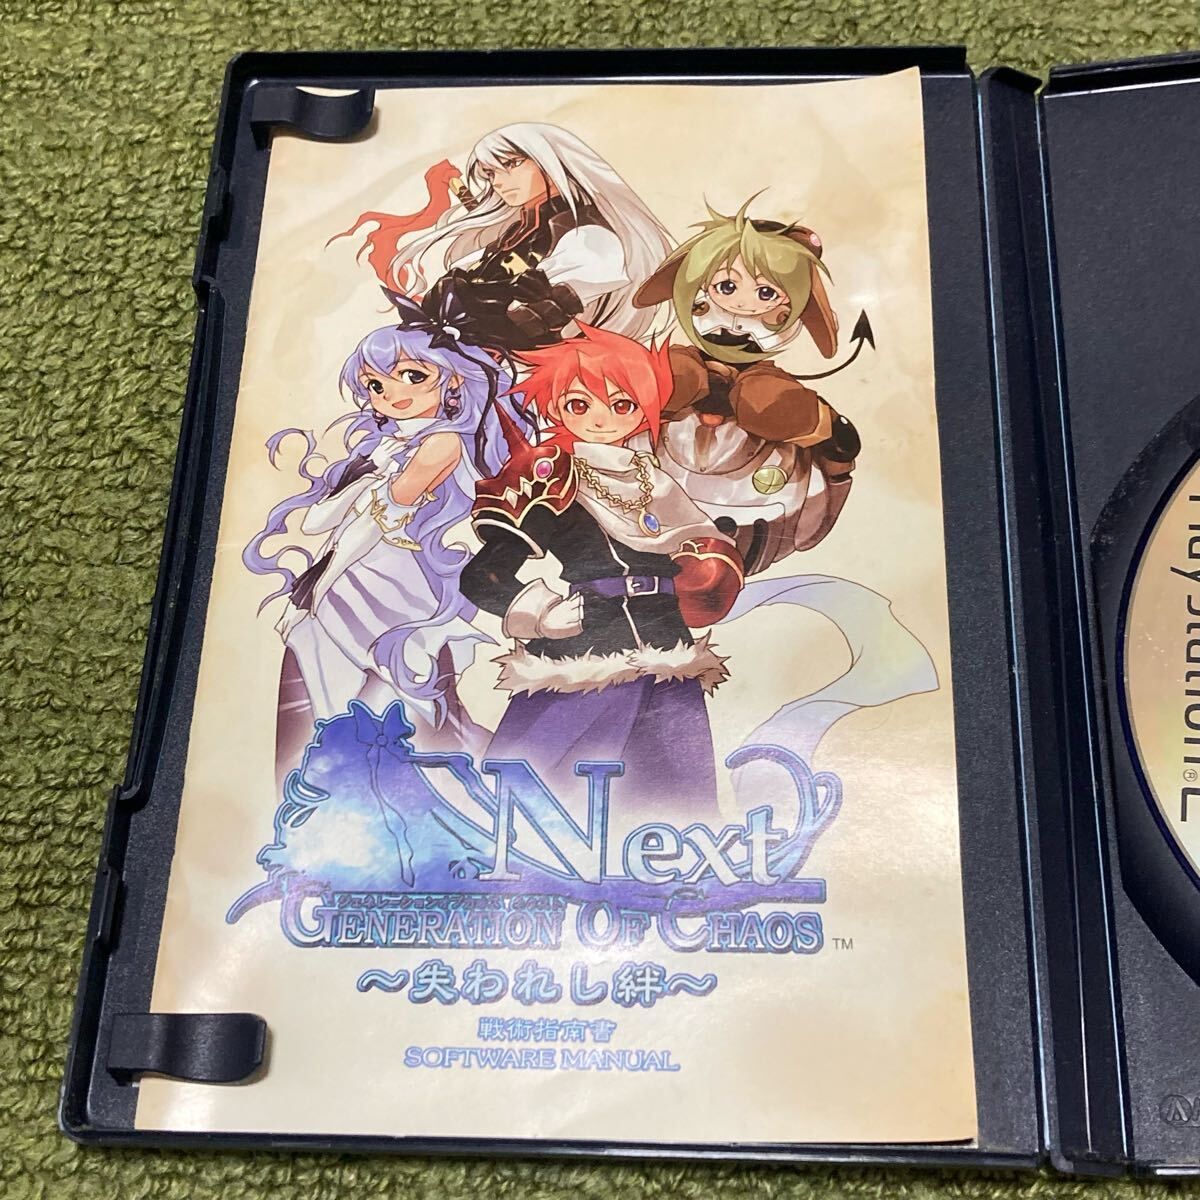 Next
ジェネレーションオブカオス ネクスト
GENERATION OF CHAOS TM
～失われし絆～
戦術指南書
SOFTWARE MANUAL
PlayStation®2